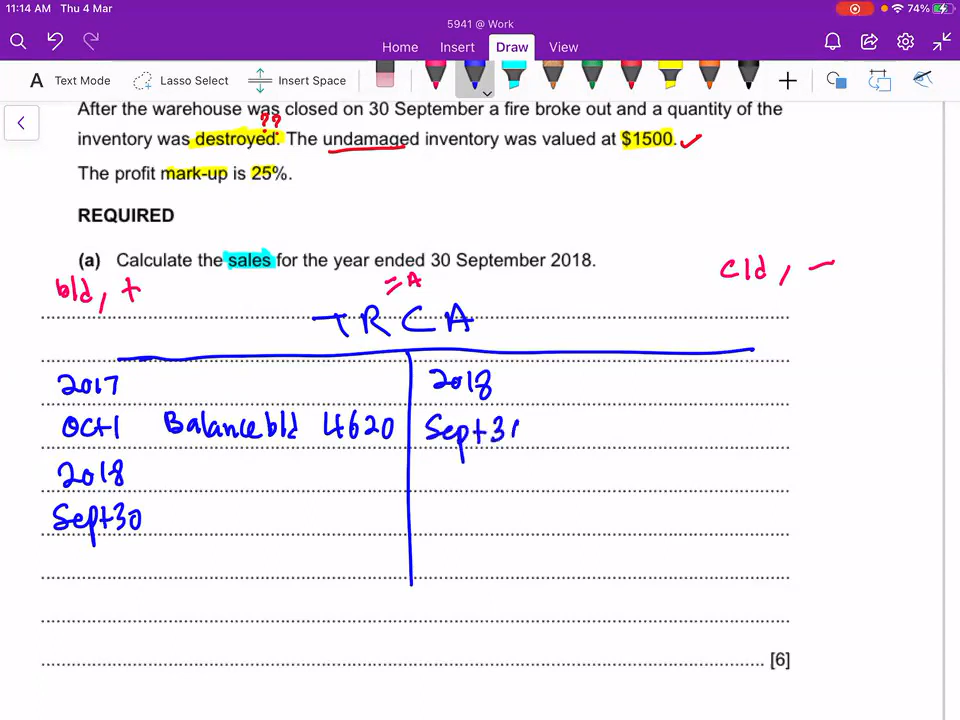 11:14 AM Thu 4 Mar 74%
5941 @ Work
Home Insert Draw View
A Text Mode Lasso Select Insert Space
After the warehouse was closed on 30 September a fire broke out and a quantity of the
??
inventory was destroyed. The undamaged inventory was valued at $1500.
The profit mark-up is 25%.
REQUIRED
(a) Calculate the sales for the year ended 30 September 2018.
bld, + =A cld, -
TRCA
2017 2018
Oct 1 Balance bld 4620 Sept 3
2018
Sept 30
[6]